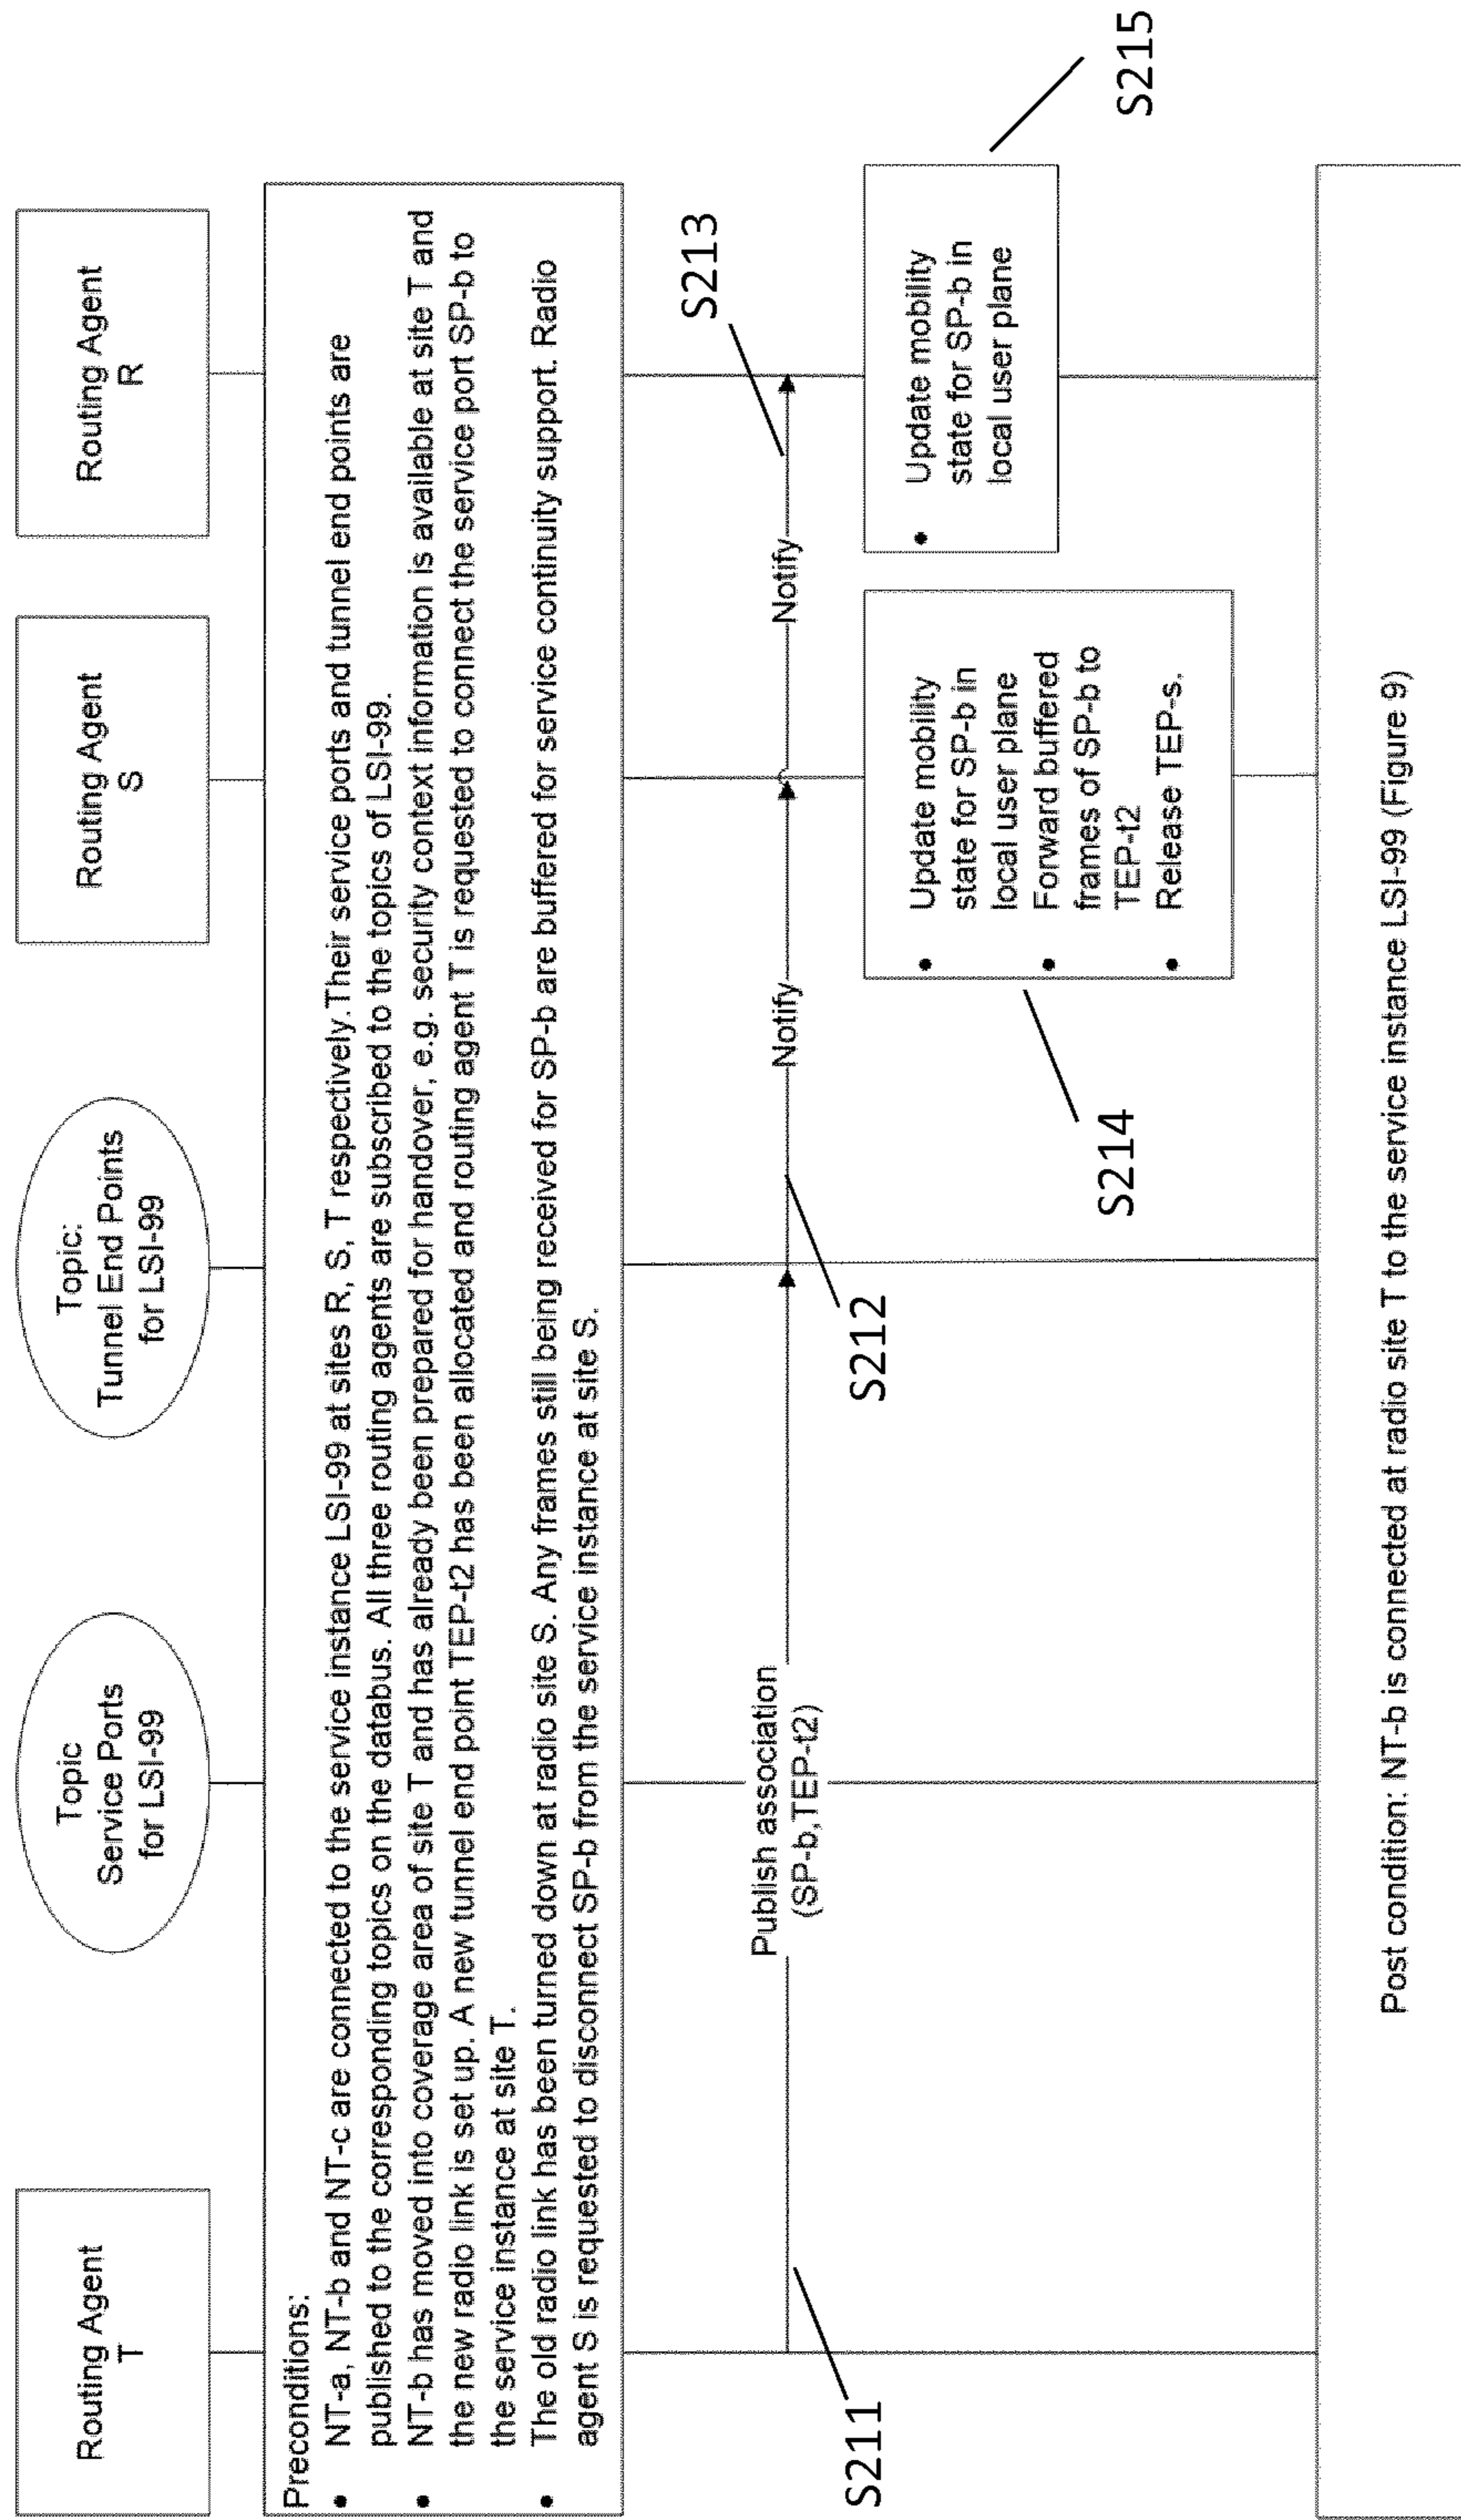 Routing Agent
T
Topic
Service Ports
for LSI-99
Topic:
Tunnel End Points
for LSI-99
Routing Agent
S
Routing Agent
R
Preconditions:
• NT-a, NT-b and NT-c are connected to the service instance LSI-99 at sites R, S, T respectively. Their service ports and tunnel end points are
published to the corresponding topics on the databus. All three routing agents are subscribed to the topics of LSI-99.
• NT-b has moved into coverage area of site T and has already been prepared for handover, e.g. security context information is available at site T and
the new radio link is set up. A new tunnel end point TEP-t2 has been allocated and routing agent T is requested to connect the service port SP-b to
the service instance at site T.
• The old radio link has been turned down at radio site S. Any frames still being received for SP-b are buffered for service continuity support. Radio
agent S is requested to disconnect SP-b from the service instance at site S.
S211
Publish association
(SP-b,TEP-t2)
S212
Notify
Notify
S213
S214
• Update mobility
state for SP-b in
local user plane
• Forward buffered
frames of SP-b to
TEP-t2
• Release TEP-s.
• Update mobility
state for SP-b in
local user plane
S215
Post condition: NT-b is connected at radio site T to the service instance LSI-99 (Figure 9)